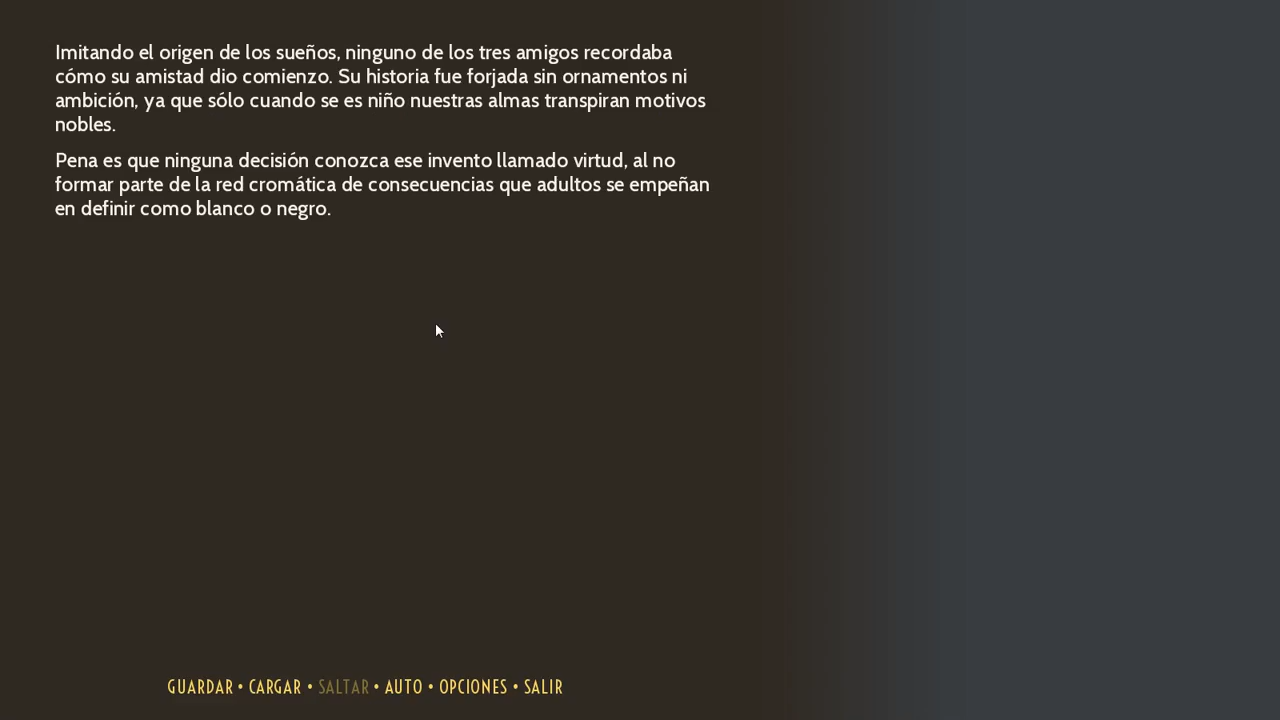 Imitando el origen de los sueños, ninguno de los tres amigos recordaba
cómo su amistad dio comienzo. Su historia fue forjada sin ornamentos ni
ambición, ya que sólo cuando se es niño nuestras almas transpiran motivos
nobles.
Pena es que ninguna decisión conozca ese invento llamado virtud, al no
formar parte de la red cromática de consecuencias que adultos se empeñan
en definir como blanco o negro.
GUARDAR • CARGAR • SALTAR • AUTO • OPCIONES • SALIR